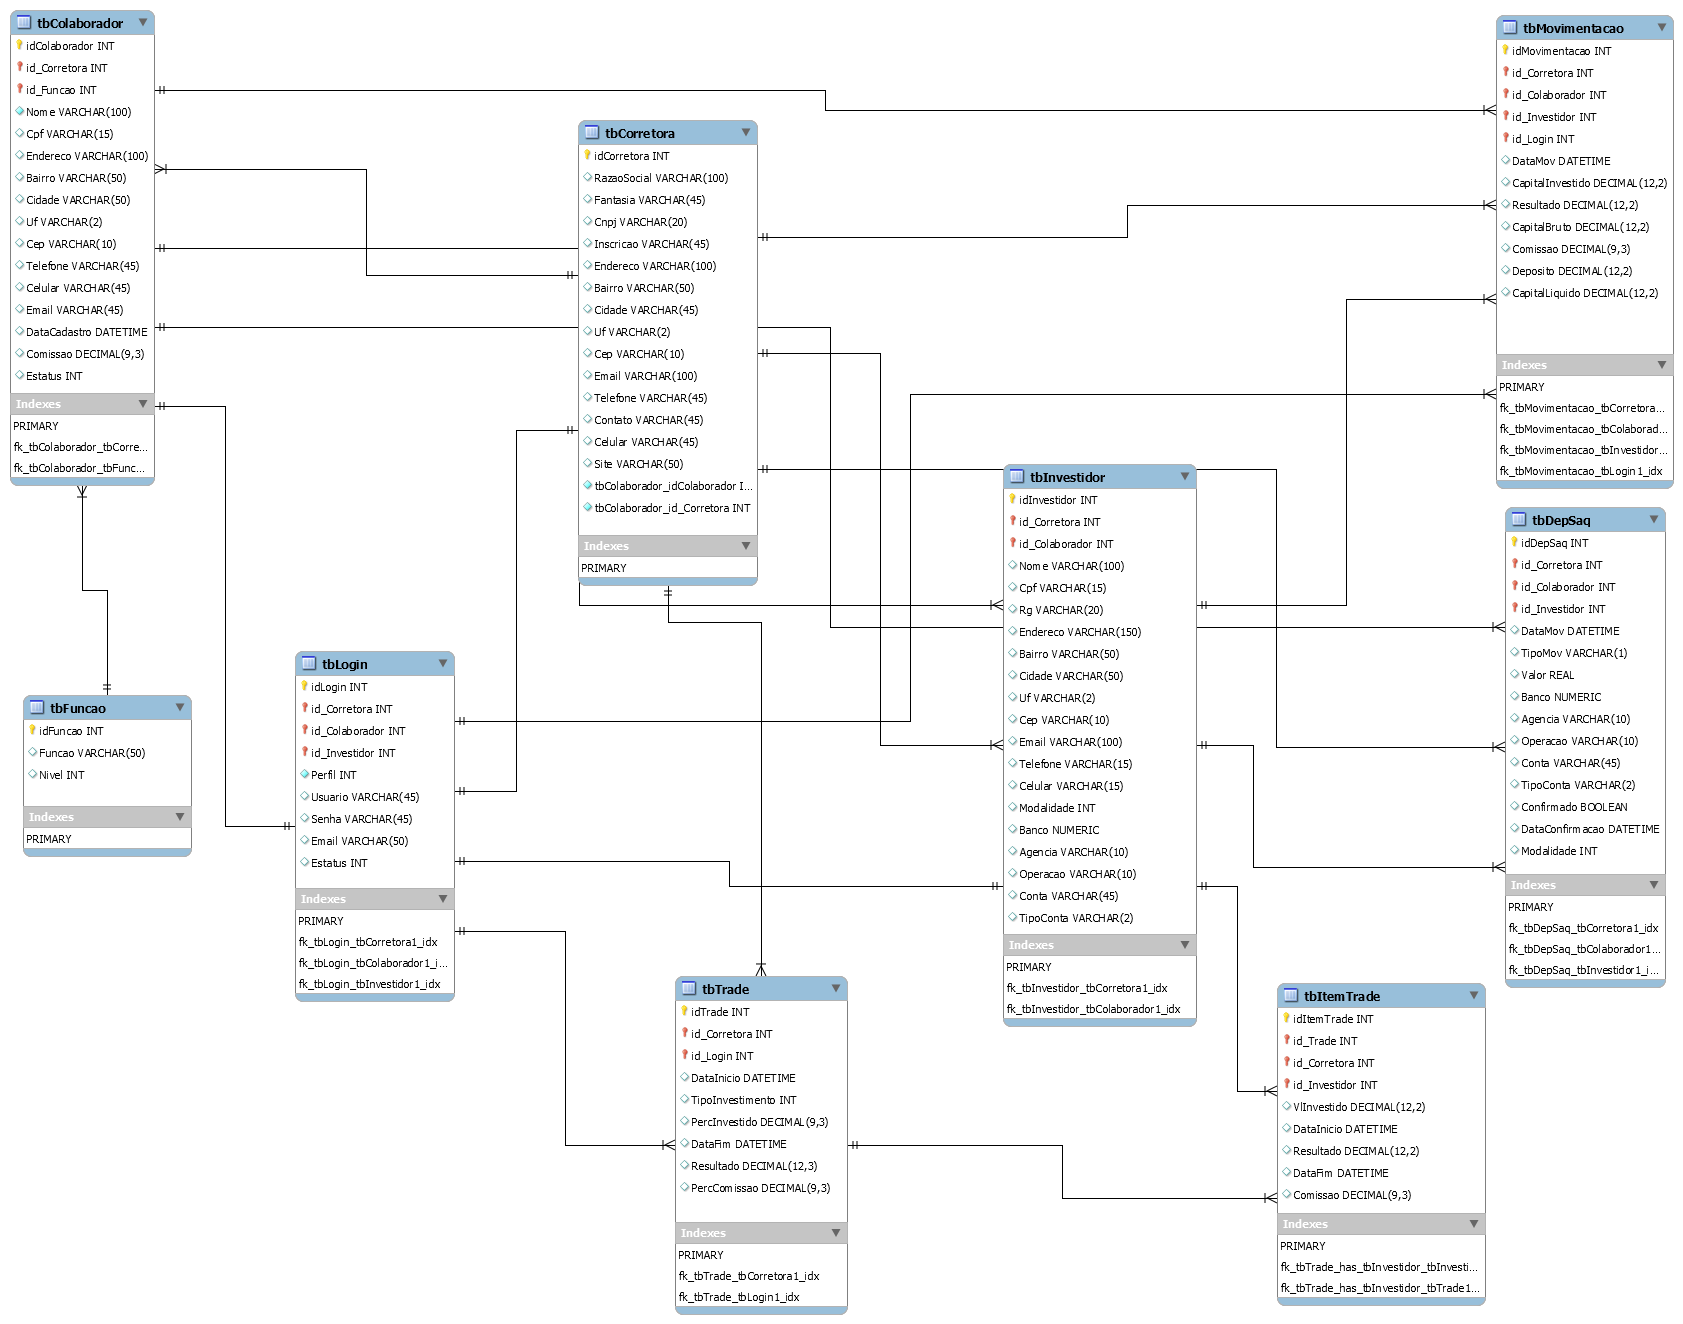 tbColaborador
idColaborador INT
id_Corretora INT
id_Funcao INT
Nome VARCHAR(100)
Cpf VARCHAR(15)
Endereco VARCHAR(100)
Bairro VARCHAR(50)
Cidade VARCHAR(50)
Uf VARCHAR(2)
Cep VARCHAR(10)
Telefone VARCHAR(45)
Celular VARCHAR(45)
Email VARCHAR(45)
DataCadastro DATETIME
Comissao DECIMAL(9,3)
Estatus INT
Indexes
PRIMARY
fk_tbColaborador_tbCorre...
fk_tbColaborador_tbFunc...
tbCorretora
idCorretora INT
RazaoSocial VARCHAR(100)
Fantasia VARCHAR(45)
Cnpj VARCHAR(20)
Inscricao VARCHAR(45)
Endereco VARCHAR(100)
Bairro VARCHAR(50)
Cidade VARCHAR(45)
Uf VARCHAR(2)
Cep VARCHAR(10)
Email VARCHAR(100)
Telefone VARCHAR(45)
Contato VARCHAR(45)
Celular VARCHAR(45)
Site VARCHAR(50)
tbColaborador_idColaborador I...
tbColaborador_id_Corretora INT
Indexes
PRIMARY
tbMovimentacao
idMovimentacao INT
id_Corretora INT
id_Colaborador INT
id_Investidor INT
id_Login INT
DataMov DATETIME
CapitalInvestido DECIMAL(12,2)
Resultado DECIMAL(12,2)
CapitalBruto DECIMAL(12,2)
Comissao DECIMAL(9,3)
Deposito DECIMAL(12,2)
CapitalLiquido DECIMAL(12,2)
Indexes
PRIMARY
fk_tbMovimentacao_tbCorretora...
fk_tbMovimentacao_tbColaborad...
fk_tbMovimentacao_tbInvestidor...
fk_tbMovimentacao_tbLogin1_idx
tbInvestidor
idInvestidor INT
id_Corretora INT
id_Colaborador INT
Nome VARCHAR(100)
Cpf VARCHAR(15)
Rg VARCHAR(20)
Endereco VARCHAR(150)
Bairro VARCHAR(50)
Cidade VARCHAR(50)
Uf VARCHAR(2)
Cep VARCHAR(10)
Email VARCHAR(100)
Telefone VARCHAR(15)
Celular VARCHAR(15)
Modalidade INT
Banco NUMERIC
Agencia VARCHAR(10)
Operacao VARCHAR(10)
Conta VARCHAR(45)
TipoConta VARCHAR(2)
Indexes
PRIMARY
fk_tbInvestidor_tbCorretora1_idx
fk_tbInvestidor_tbColaborador1_idx
tbDepSaq
idDepSaq INT
id_Corretora INT
id_Colaborador INT
id_Investidor INT
DataMov DATETIME
TipoMov VARCHAR(1)
Valor REAL
Banco NUMERIC
Agencia VARCHAR(10)
Operacao VARCHAR(10)
Conta VARCHAR(45)
TipoConta VARCHAR(2)
Confirmado BOOLEAN
DataConfirmacao DATETIME
Modalidade INT
Indexes
PRIMARY
fk_tbDepSaq_tbCorretora1_idx
fk_tbDepSaq_tbColaborador1...
fk_tbDepSaq_tbInvestidor1_i...
tbLogin
idLogin INT
id_Corretora INT
id_Colaborador INT
id_Investidor INT
Perfil INT
Usuario VARCHAR(45)
Senha VARCHAR(45)
Email VARCHAR(50)
Estatus INT
Indexes
PRIMARY
fk_tbLogin_tbCorretora1_idx
fk_tbLogin_tbColaborador1_i...
fk_tbLogin_tbInvestidor1_idx
tbFuncao
idFuncao INT
Funcao VARCHAR(50)
Nivel INT
Indexes
PRIMARY
tbTrade
idTrade INT
id_Corretora INT
id_Login INT
DataInicio DATETIME
TipoInvestimento INT
PercInvestido DECIMAL(9,3)
DataFim DATETIME
Resultado DECIMAL(12,3)
PercComissao DECIMAL(9,3)
Indexes
PRIMARY
fk_tbTrade_tbCorretora1_idx
fk_tbTrade_tbLogin1_idx
tbItemTrade
idItemTrade INT
id_Trade INT
id_Corretora INT
id_Investidor INT
VlInvestido DECIMAL(12,2)
DataInicio DATETIME
Resultado DECIMAL(12,2)
DataFim DATETIME
Comissao DECIMAL(9,3)
Indexes
PRIMARY
fk_tbTrade_has_tbInvestidor_tbInvesti...
fk_tbTrade_has_tbInvestidor_tbTrade1...